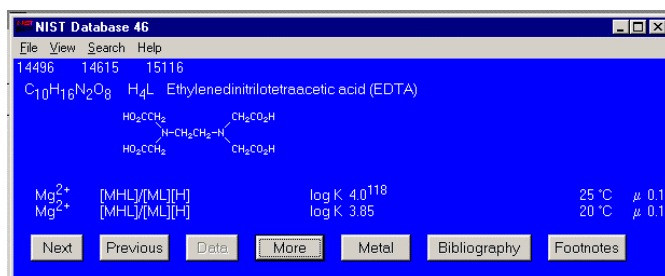 NIST Database 46
File View Search Help
14496 14615 15116
C₁₀H₁₆N₂O₈ H₄L Ethylenedinitrilotetraacetic acid (EDTA)
HO₂CCH₂ CH₂CO₂H
N-CH₂CH₂-N
HO₂CCH₂ CH₂CO₂H
Mg²⁺ [MHL]/[ML][H] log K 4.0¹¹⁸ 25 °C μ 0.1
Mg²⁺ [MHL]/[ML][H] log K 3.85 20 °C μ 0.1
Next Previous Data More Metal Bibliography Footnotes